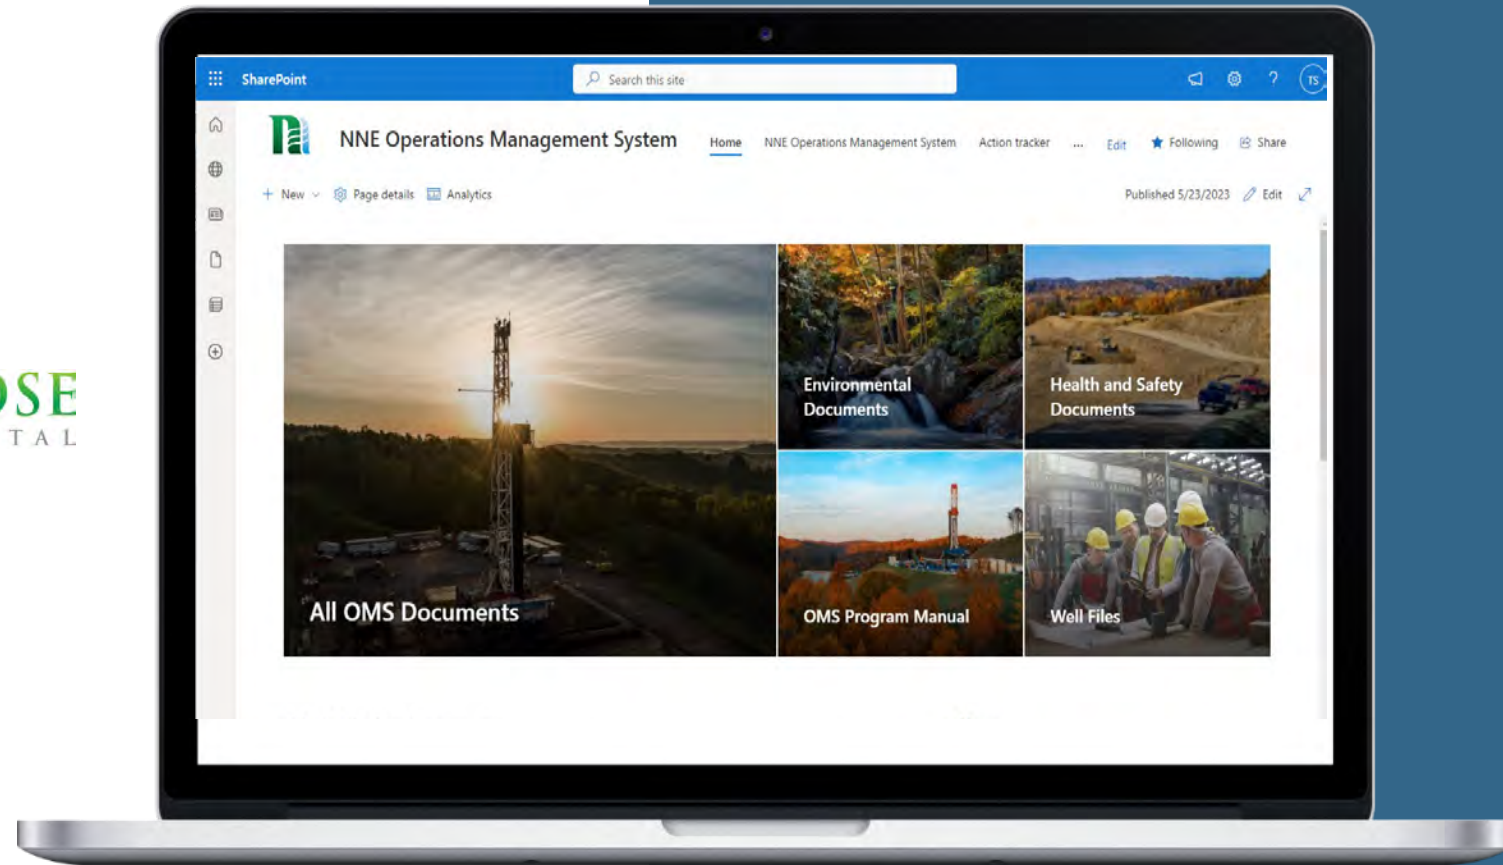 SharePoint
Search this site
TS
NNE Operations Management System
Home
NNE Operations Management System
Action tracker
...
Edit
Following
Share
+ New
Page details
Analytics
Published 5/23/2023
Edit
Environmental
Documents
Health and Safety
Documents
All OMS Documents
OMS Program Manual
Well Files
OSE
TAL